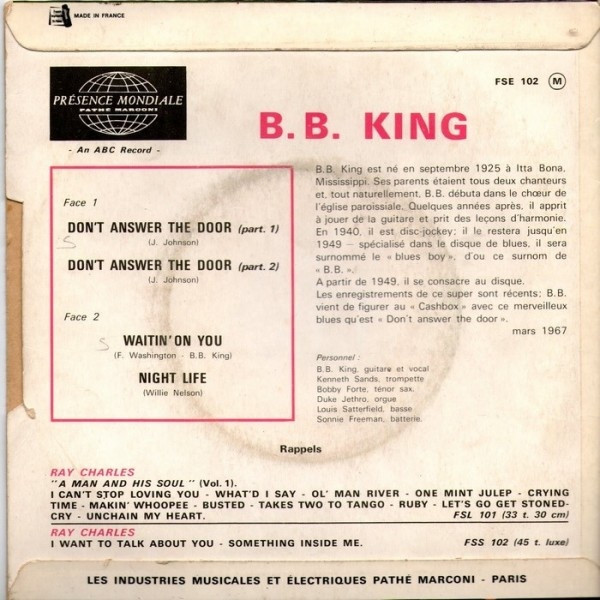 MADE IN FRANCE
PRÉSENCE MONDIALE
PATHÉ MARCONI
- An ABC Record -
FSE 102 M
B.B. KING
Face 1
DON'T ANSWER THE DOOR (part. 1)
(J. Johnson)
DON'T ANSWER THE DOOR (part. 2)
(J. Johnson)
Face 2
WAITIN' ON YOU
(F. Washington - B.B. King)
NIGHT LIFE
(Willie Nelson)
B.B. King est né en septembre 1925 à Itta Bona,
Mississippi. Ses parents étaient tous deux chanteurs
et, tout naturellement, B.B. débuta dans le chœur de
l'église paroissiale. Quelques années après, il apprit
à jouer de la guitare et prit des leçons d'harmonie.
En 1940, il est disc-jockey; il le restera jusqu'en
1949 - spécialisé dans le disque de blues, il sera
surnommé le « blues boy », d'ou ce surnom de
« B.B. ».
A partir de 1949, il se consacre au disque.
Les enregistrements de ce super sont récents; B.B.
vient de figurer au « Cashbox » avec ce merveilleux
blues qu'est « Don't answer the door ».
mars 1967
Personnel :
B.B. King, guitare et vocal
Kenneth Sands, trompette
Bobby Forte, ténor sax.
Duke Jethro, orgue
Louis Satterfield, basse
Sonnie Freeman, batterie.
Rappels
RAY CHARLES
"A MAN AND HIS SOUL" (Vol. 1).
I CAN'T STOP LOVING YOU - WHAT'D I SAY - OL' MAN RIVER - ONE MINT JULEP - CRYING
TIME - MAKIN' WHOOPEE - BUSTED - TAKES TWO TO TANGO - RUBY - LET'S GO GET STONED-
CRY - UNCHAIN MY HEART. FSL 101 (33 t. 30 cm)
RAY CHARLES
I WANT TO TALK ABOUT YOU - SOMETHING INSIDE ME. FSS 102 (45 t. luxe)
LES INDUSTRIES MUSICALES ET ÉLECTRIQUES PATHÉ MARCONI - PARIS